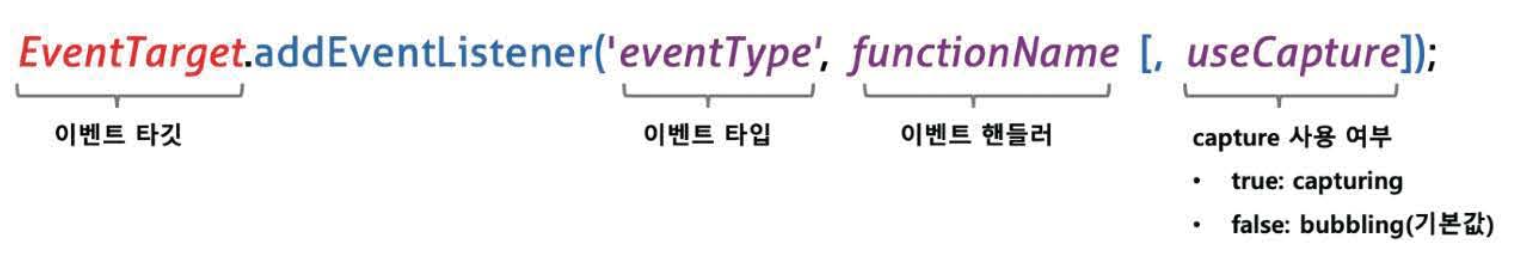 EventTarget.addEventListener('eventType', functionName [, useCapture]);
이벤트 타깃 이벤트 타입 이벤트 핸들러 capture 사용 여부
• true: capturing
• false: bubbling(기본값)